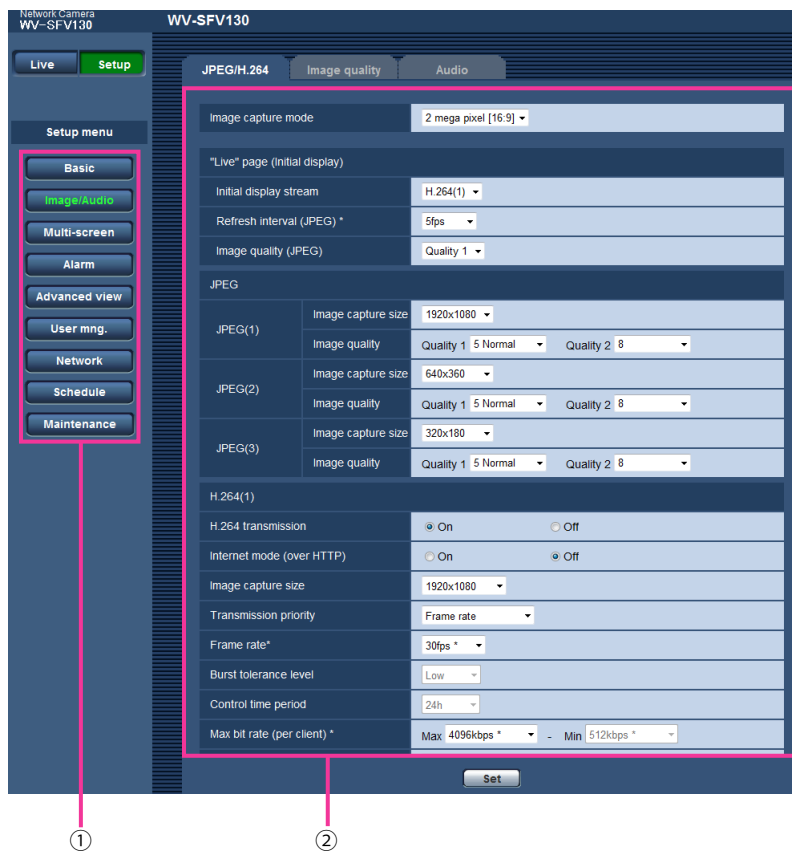 Network Camera
WV-SFV130
WV-SFV130
Live Setup
JPEG/H.264 Image quality Audio
Setup menu
Basic
Image/Audio
Multi-screen
Alarm
Advanced view
User mng.
Network
Schedule
Maintenance
Image capture mode 2 mega pixel [16:9]
"Live" page (Initial display)
Initial display stream H.264(1)
Refresh interval (JPEG) * 5fps
Image quality (JPEG) Quality 1
JPEG
JPEG(1)
Image capture size 1920x1080
Image quality Quality 1 5 Normal Quality 2 8
JPEG(2)
Image capture size 640x360
Image quality Quality 1 5 Normal Quality 2 8
JPEG(3)
Image capture size 320x180
Image quality Quality 1 5 Normal Quality 2 8
H.264(1)
H.264 transmission On Off
Internet mode (over HTTP) On Off
Image capture size 1920x1080
Transmission priority Frame rate
Frame rate* 30fps *
Burst tolerance level Low
Control time period 24h
Max bit rate (per client) * Max 4096kbps * - Min 512kbps *
Set
① ②